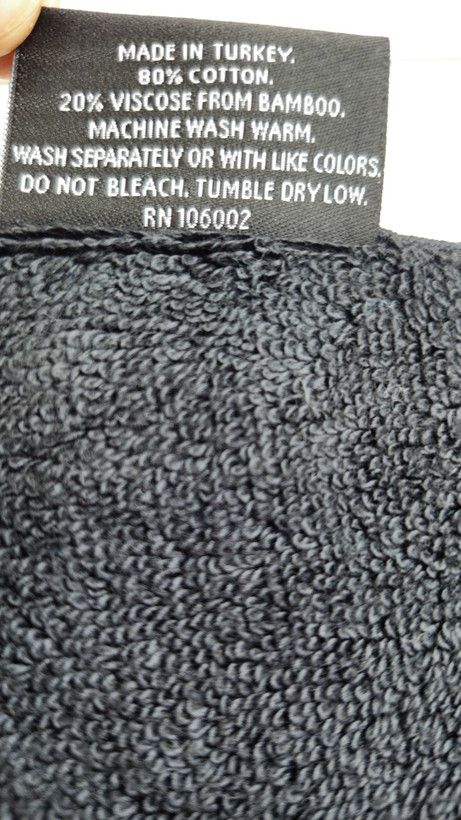 MADE IN TURKEY.
80% COTTON.
20% VISCOSE FROM BAMBOO.
MACHINE WASH WARM.
WASH SEPARATELY OR WITH LIKE COLORS.
DO NOT BLEACH. TUMBLE DRY LOW.
RN 106002